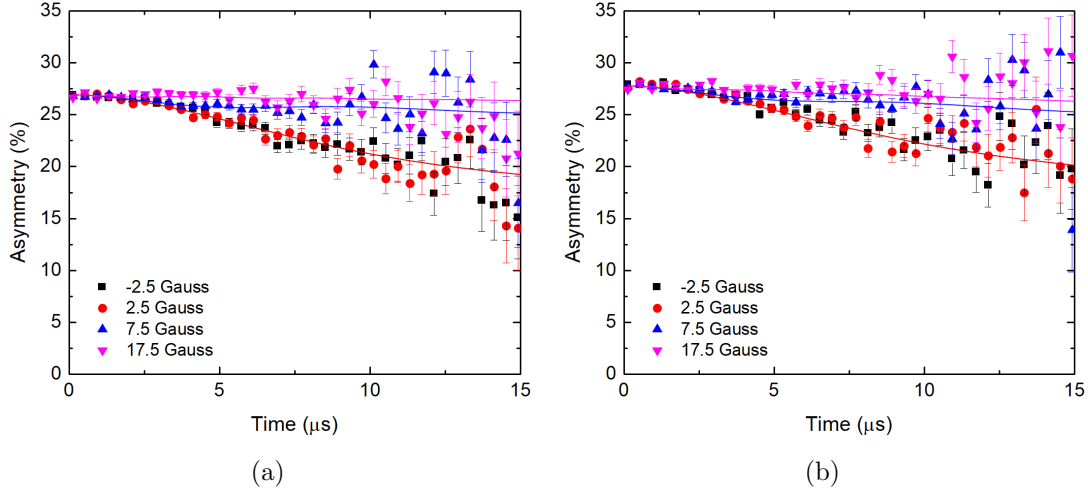 35
30
25
20
15
10
5
0
Asymmetry (%)
-2.5 Gauss
2.5 Gauss
7.5 Gauss
17.5 Gauss
0 5 10 15
Time (μs)
(a)
35
30
25
20
15
10
5
0
Asymmetry (%)
-2.5 Gauss
2.5 Gauss
7.5 Gauss
17.5 Gauss
0 5 10 15
Time (μs)
(b)